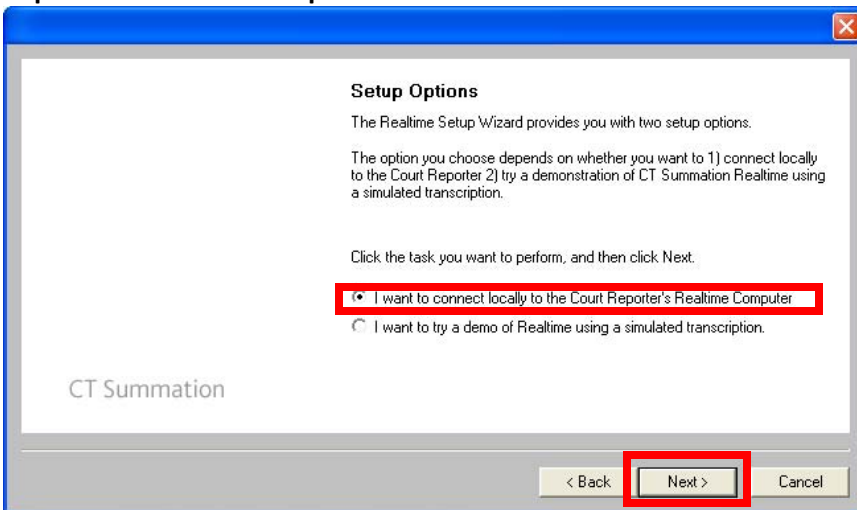 Setup Options
The Realtime Setup Wizard provides you with two setup options.
The option you choose depends on whether you want to 1) connect locally
to the Court Reporter 2) try a demonstration of CT Summation Realtime using
a simulated transcription.
Click the task you want to perform, and then click Next.
I want to connect locally to the Court Reporter's Realtime Computer
I want to try a demo of Realtime using a simulated transcription.
CT Summation
< Back Next > Cancel